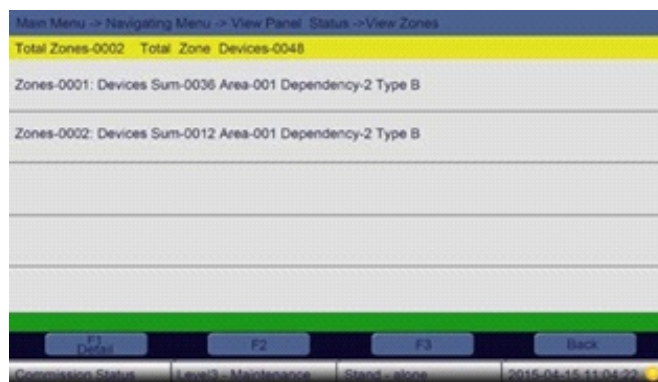 Main Menu -> Navigating Menu -> View Panel Status ->View Zones
Total Zones-0002 Total Zone Devices-0048
Zones-0001: Devices Sum-0036 Area-001 Dependency-2 Type B
Zones-0002: Devices Sum-0012 Area-001 Dependency-2 Type B
F1
Detail
F2
F3
Back
Commission Status
Level3 - Maintenance
Stand - alone
2015-04-15 11:04:22